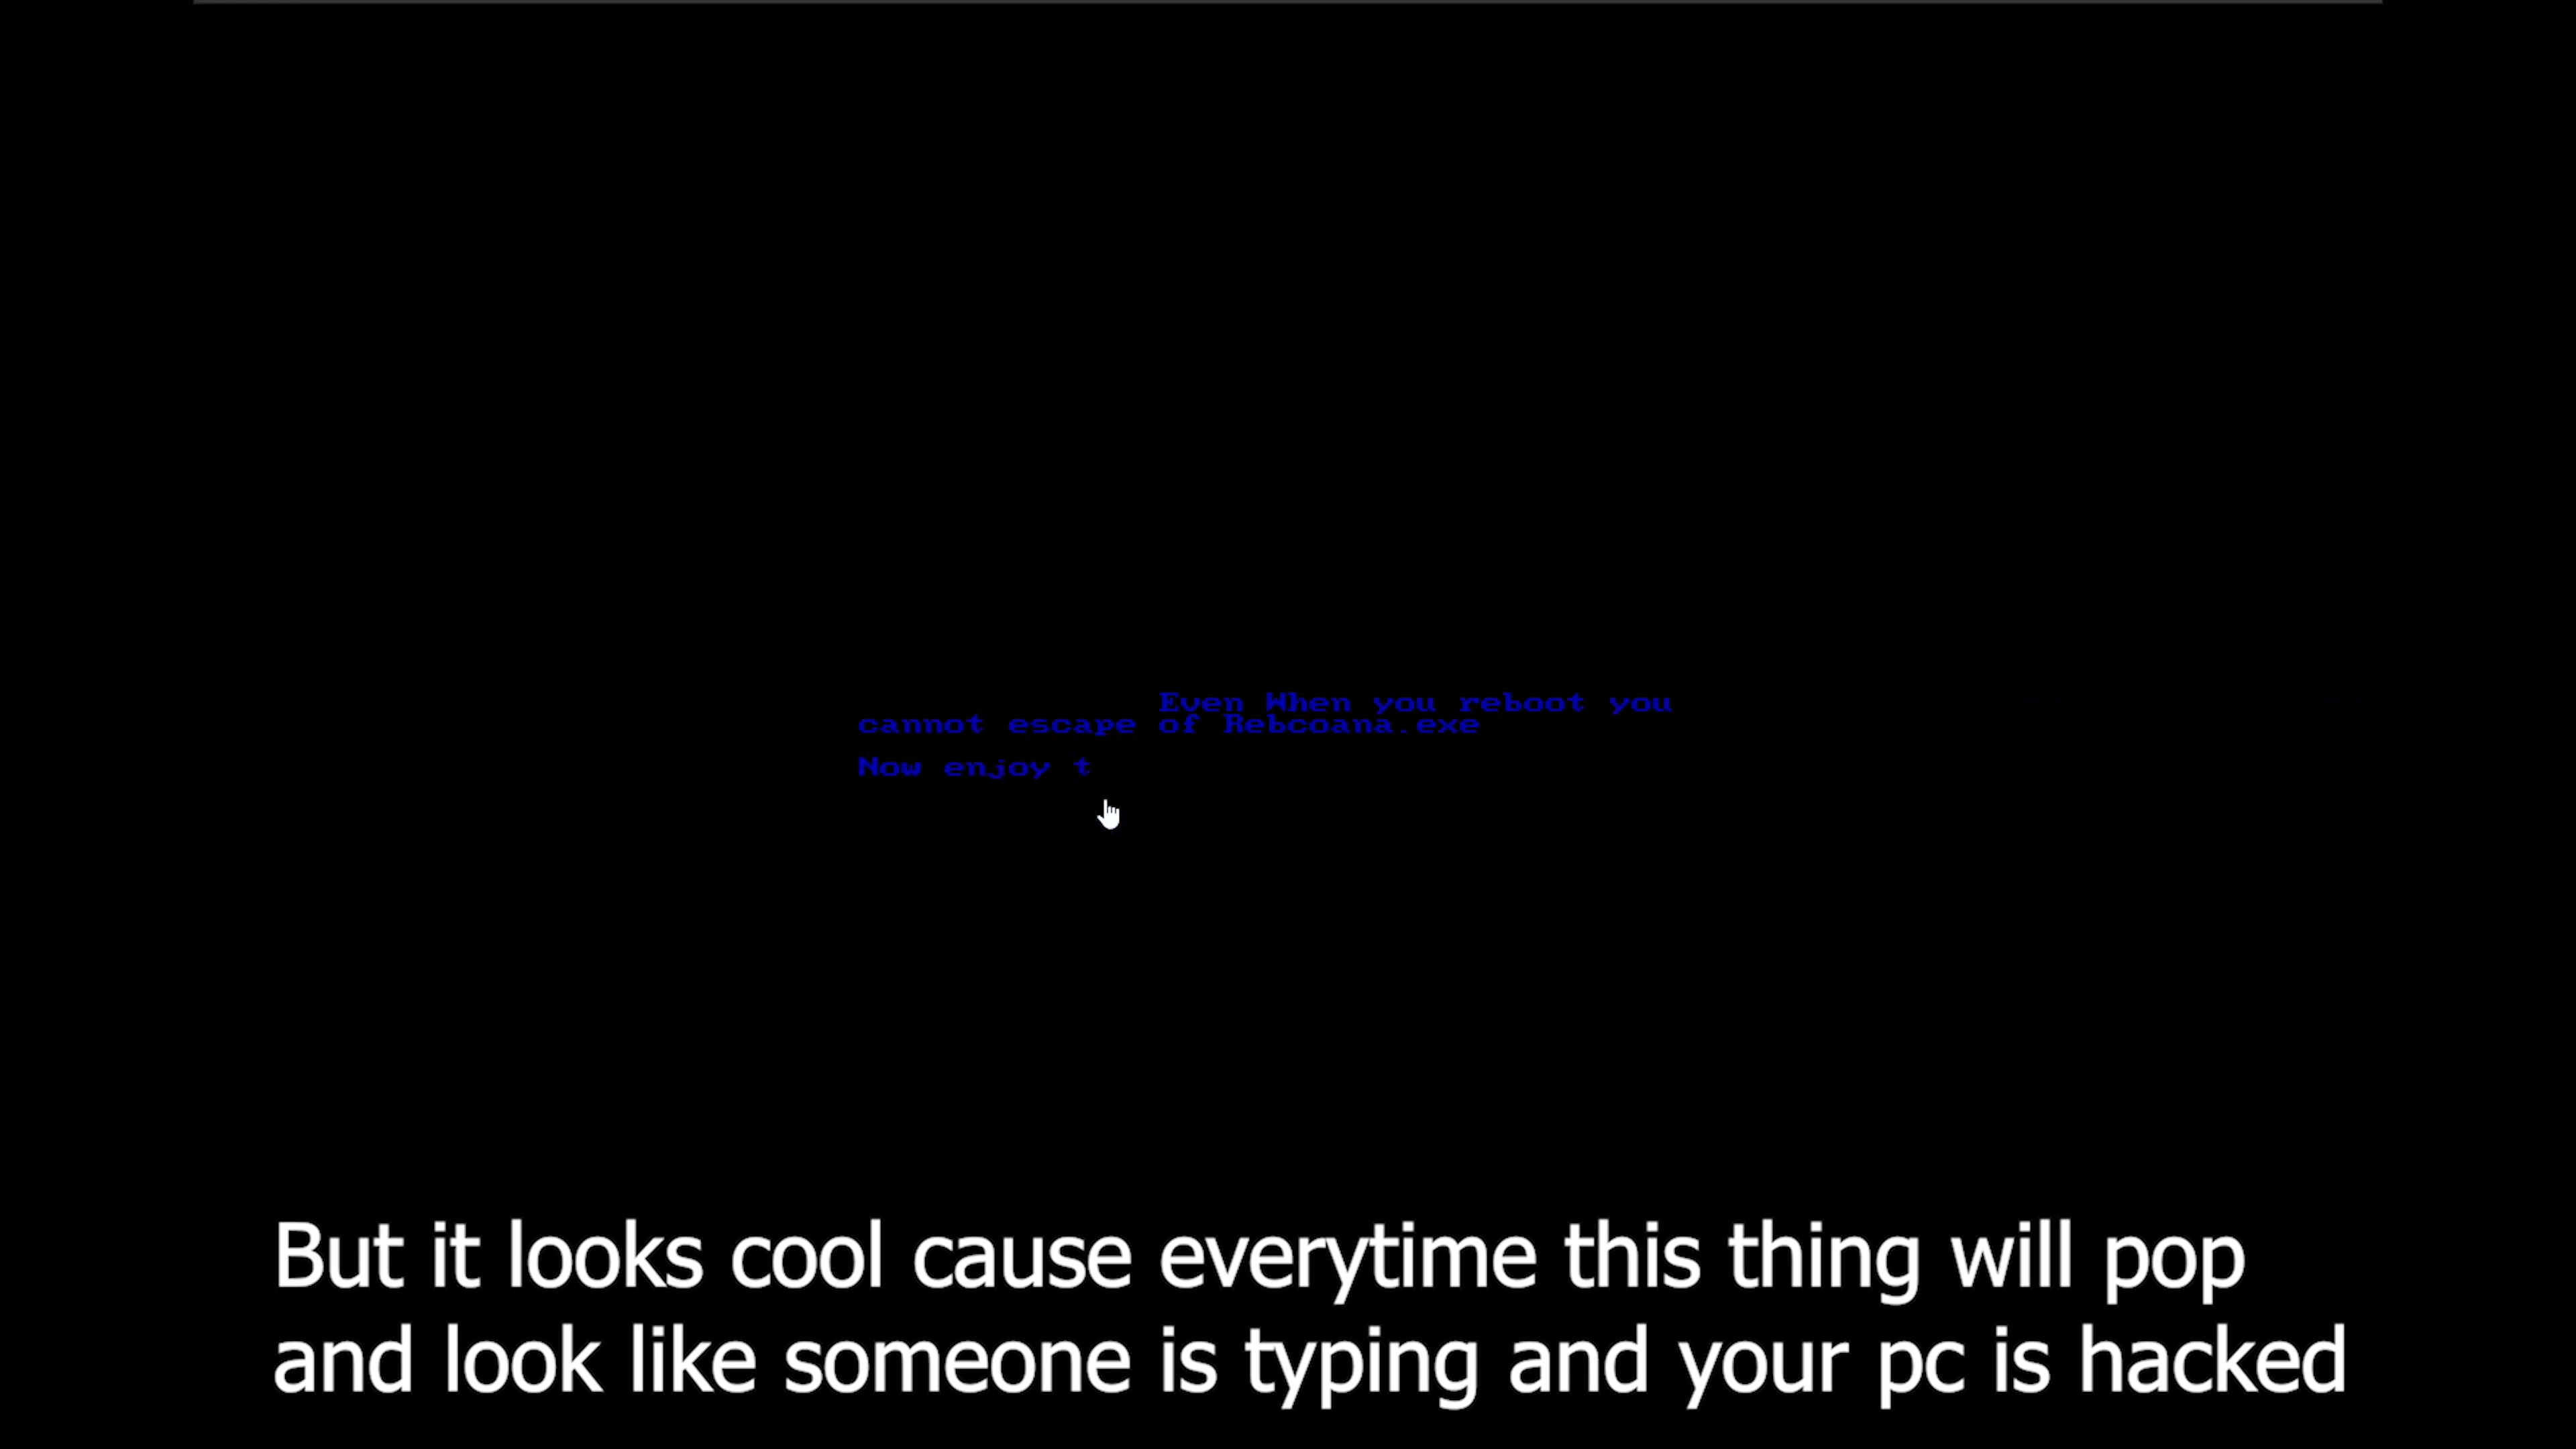 Even When you reboot you
cannot escape of Rebcoana.exe
Now enjoy t
But it looks cool cause everytime this thing will pop
and look like someone is typing and your pc is hacked